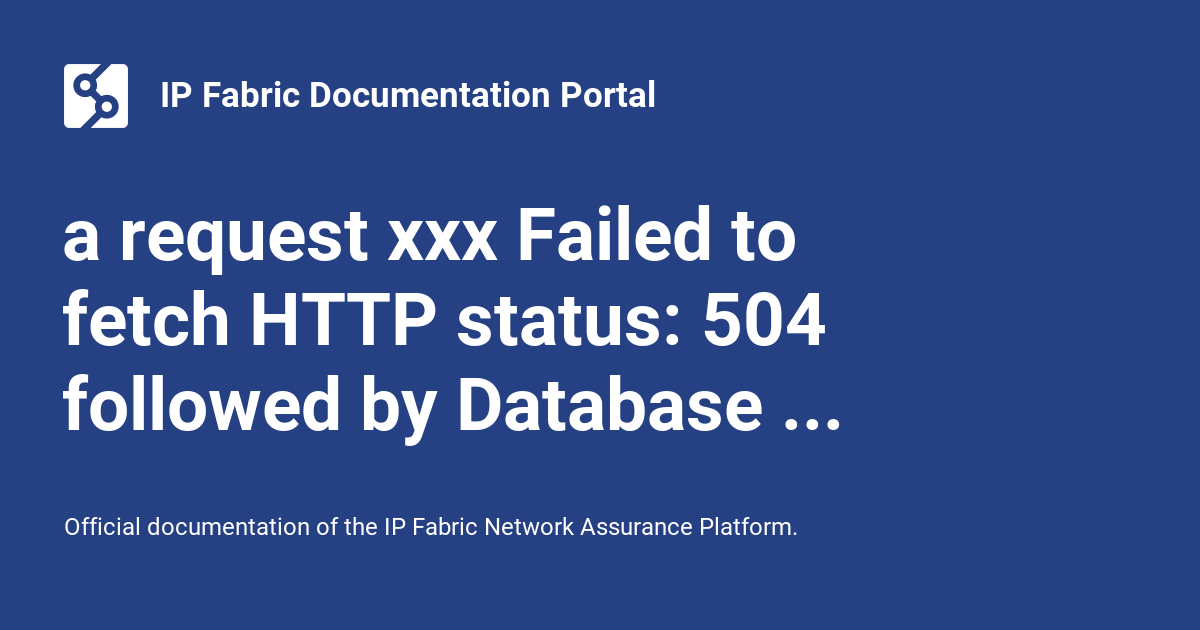 IP Fabric Documentation Portal
a request xxx Failed to
fetch HTTP status: 504
followed by Database ...
Official documentation of the IP Fabric Network Assurance Platform.